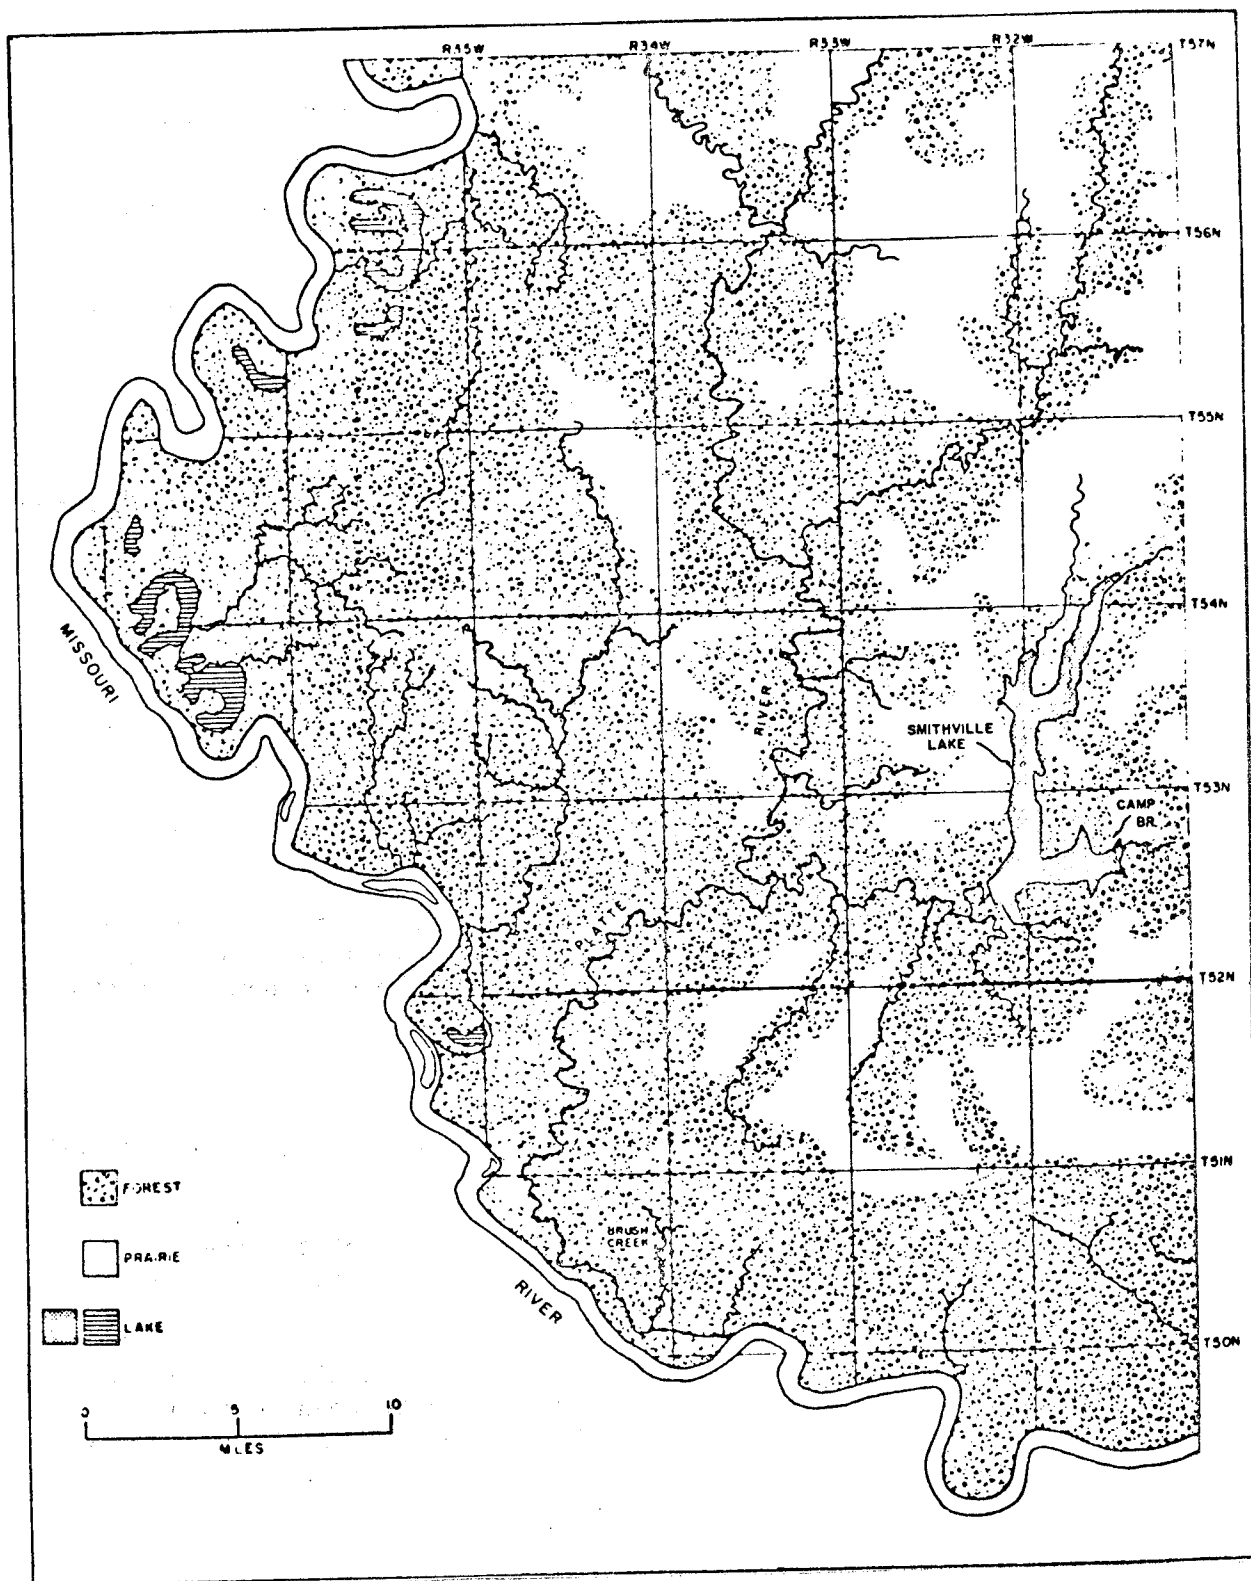 R35W R34W R33W R32W T57N
T56N
T55N
T54N
MISSOURI
RIVER
SMITHVILLE
LAKE
T53N
CAMP
BR.
PLATTE
T52N
T51N
FOREST
BRUSH
CREEK
PRAIRIE
RIVER
LAKE
T50N
0 5 10
MILES